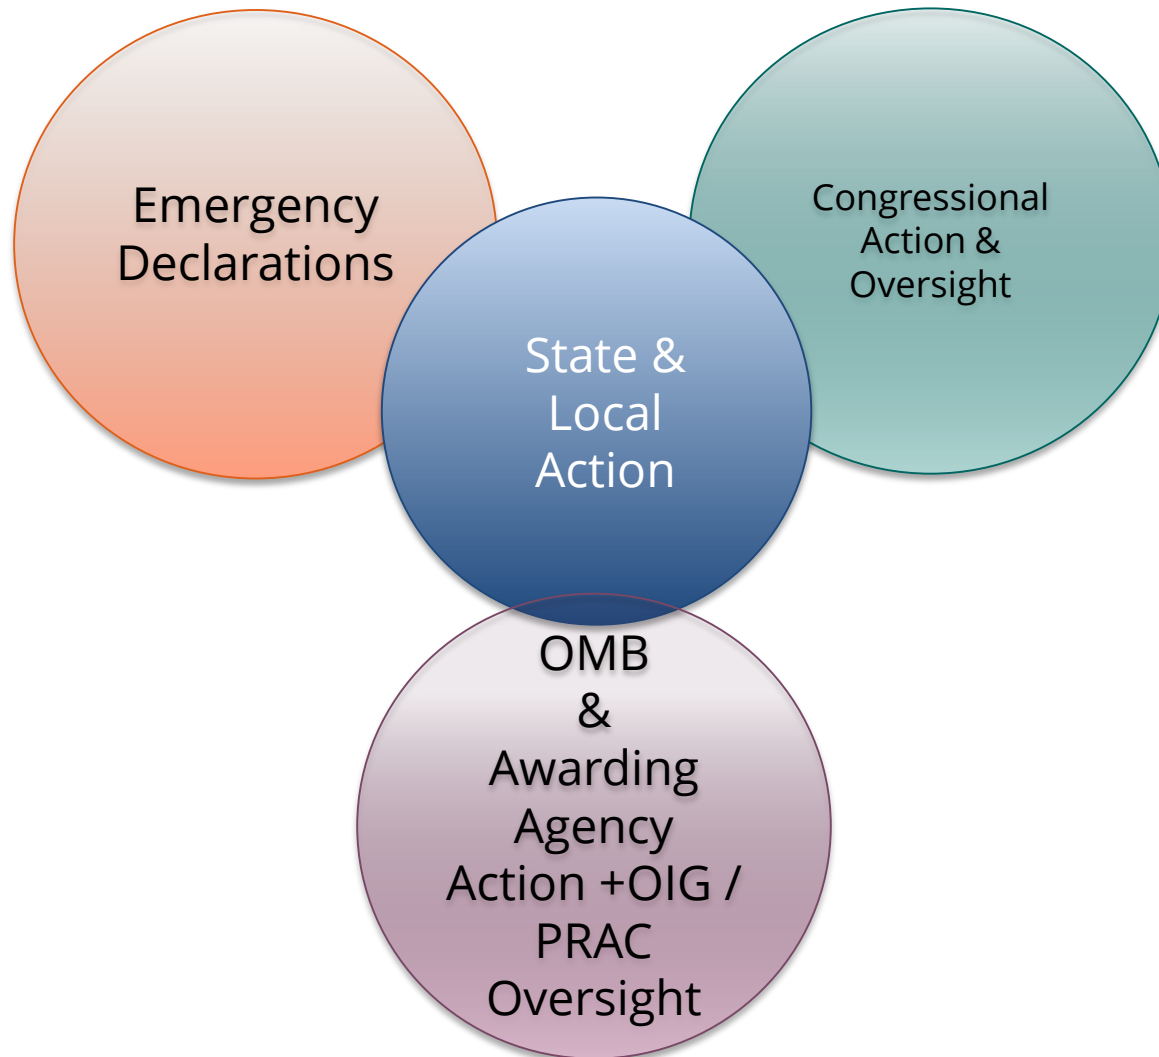 Emergency
Declarations
Congressional
Action &
Oversight
State &
Local
Action
OMB
&
Awarding
Agency
Action +OIG /
PRAC
Oversight